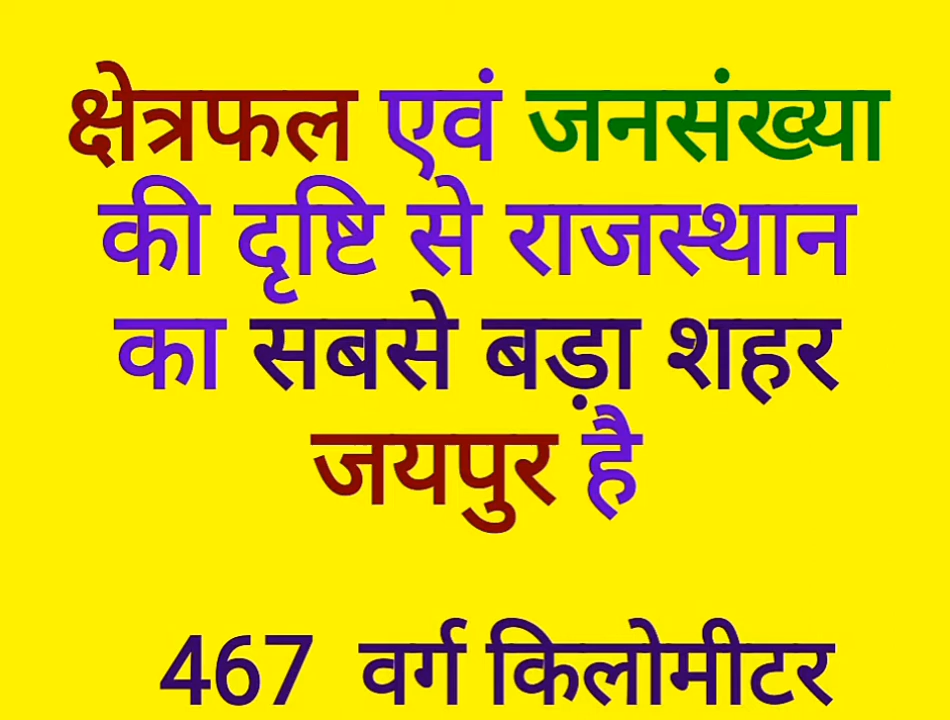 क्षेत्रफल एवं जनसंख्या
की दृष्टि से राजस्थान
का सबसे बड़ा शहर
जयपुर है
467 वर्ग किलोमीटर